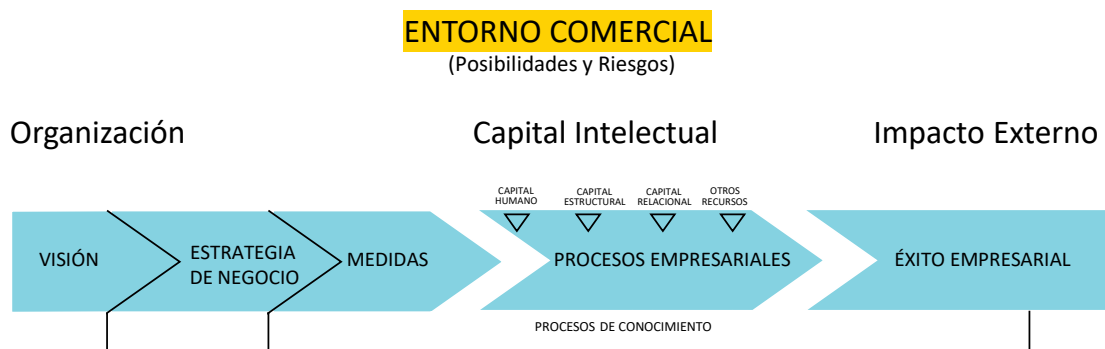 ENTORNO COMERCIAL
(Posibilidades y Riesgos)
Organización
Capital Intelectual
Impacto Externo
CAPITAL
HUMANO
CAPITAL
ESTRUCTURAL
CAPITAL
RELACIONAL
OTROS
RECURSOS
VISIÓN
ESTRATEGIA
DE NEGOCIO
MEDIDAS
PROCESOS EMPRESARIALES
ÉXITO EMPRESARIAL
PROCESOS DE CONOCIMIENTO